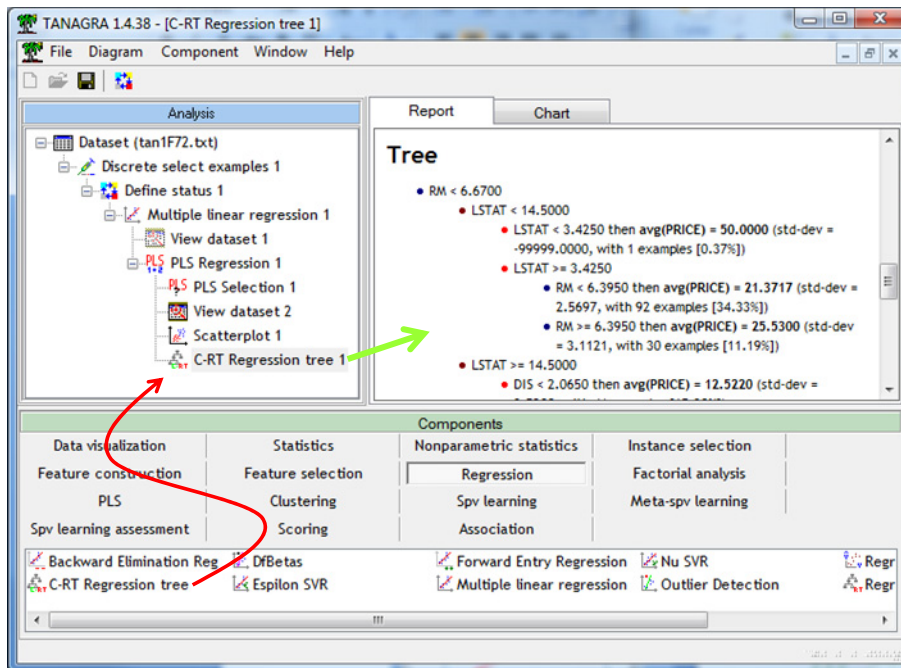 TANAGRA 1.4.38 - [C-RT Regression tree 1]
File Diagram Component Window Help
Analysis
Dataset (tan1F72.txt)
Discrete select examples 1
Define status 1
Multiple linear regression 1
View dataset 1
PLS Regression 1
PLS Selection 1
View dataset 2
Scatterplot 1
C-RT Regression tree 1
Report Chart
Tree
RM < 6.6700
LSTAT < 14.5000
LSTAT < 3.4250 then avg(PRICE) = 50.0000 (std-dev =
-99999.0000, with 1 examples [0.37%])
LSTAT >= 3.4250
RM < 6.3950 then avg(PRICE) = 21.3717 (std-dev =
2.5697, with 92 examples [34.33%])
RM >= 6.3950 then avg(PRICE) = 25.5300 (std-dev
= 3.1121, with 30 examples [11.19%])
LSTAT >= 14.5000
DIS < 2.0650 then avg(PRICE) = 12.5220 (std-dev =
Components
Data visualization Statistics Nonparametric statistics Instance selection
Feature construction Feature selection Regression Factorial analysis
PLS Clustering Spv learning Meta-spv learning
Spv learning assessment Scoring Association
Backward Elimination Reg DfBetas Forward Entry Regression Nu SVR Regr
C-RT Regression tree Espilon SVR Multiple linear regression Outlier Detection Regr